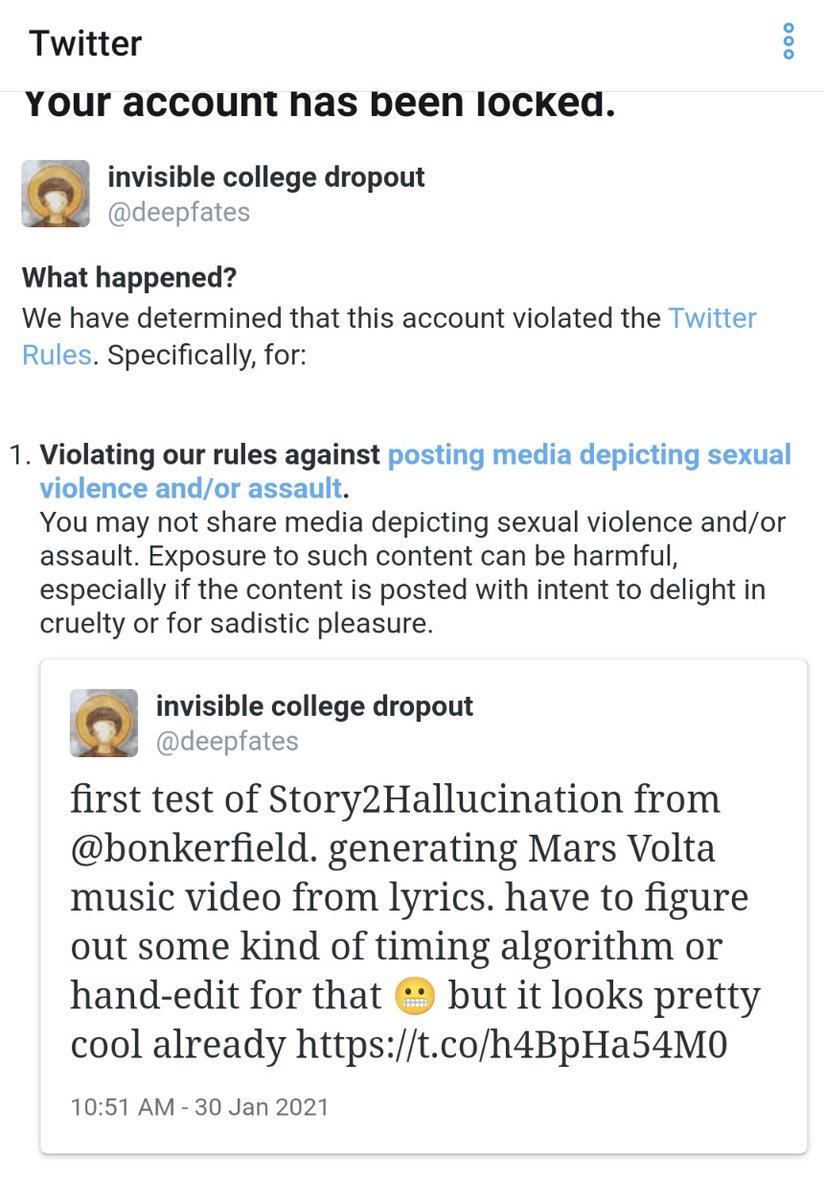 Twitter
Your account has been locked.
invisible college dropout
@deepfates
What happened?
We have determined that this account violated the Twitter
Rules. Specifically, for:
1. Violating our rules against posting media depicting sexual
violence and/or assault.
You may not share media depicting sexual violence and/or
assault. Exposure to such content can be harmful,
especially if the content is posted with intent to delight in
cruelty or for sadistic pleasure.
invisible college dropout
@deepfates
first test of Story2Hallucination from
@bonkerfield. generating Mars Volta
music video from lyrics. have to figure
out some kind of timing algorithm or
hand-edit for that 😬 but it looks pretty
cool already https://t.co/h4BpHa54M0
10:51 AM - 30 Jan 2021